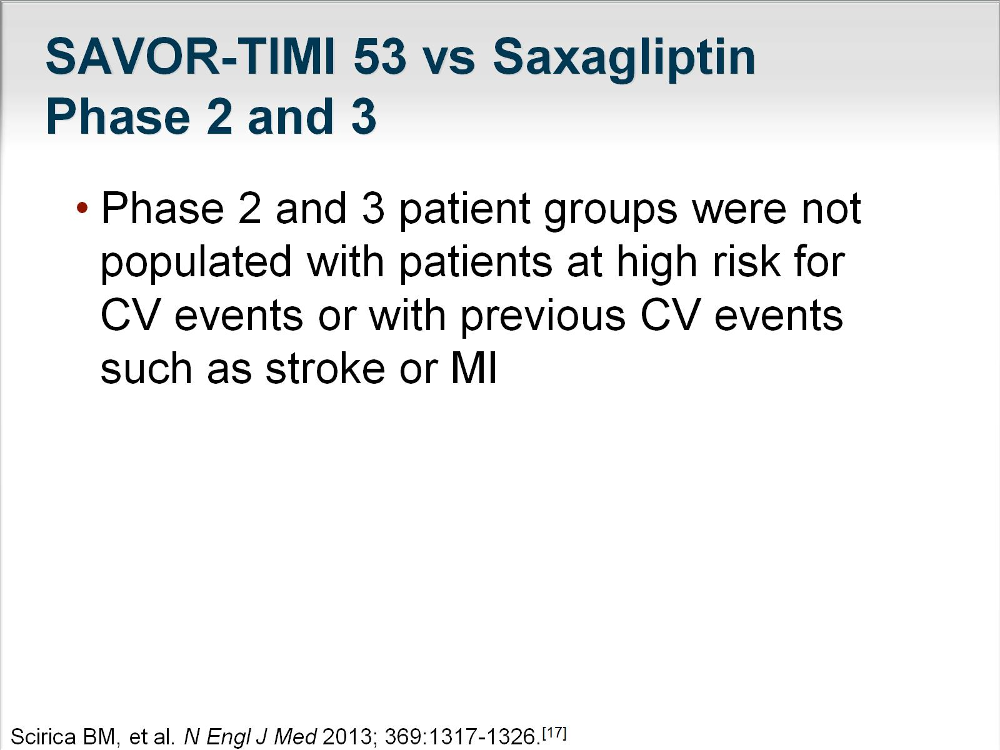 SAVOR-TIMI 53 vs Saxagliptin
Phase 2 and 3
• Phase 2 and 3 patient groups were not
populated with patients at high risk for
CV events or with previous CV events
such as stroke or MI
Scirica BM, et al. N Engl J Med 2013; 369:1317-1326.[17]